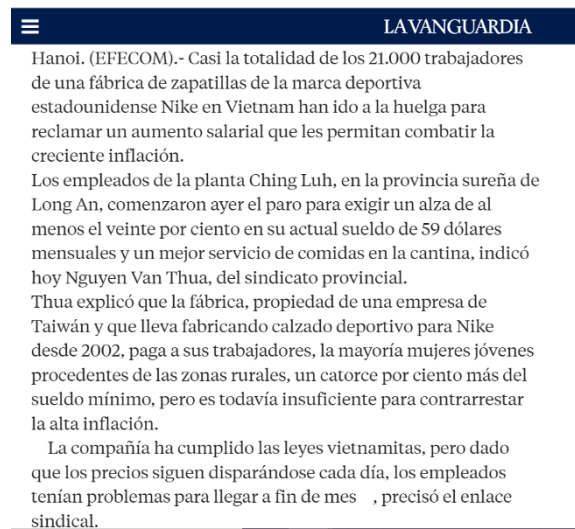 LAVANGUARDIA
Hanoi. (EFECOM).- Casi la totalidad de los 21.000 trabajadores
de una fábrica de zapatillas de la marca deportiva
estadounidense Nike en Vietnam han ido a la huelga para
reclamar un aumento salarial que les permitan combatir la
creciente inflación.
Los empleados de la planta Ching Luh, en la provincia sureña de
Long An, comenzaron ayer el paro para exigir un alza de al
menos el veinte por ciento en su actual sueldo de 59 dólares
mensuales y un mejor servicio de comidas en la cantina, indicó
hoy Nguyen Van Thua, del sindicato provincial.
Thua explicó que la fábrica, propiedad de una empresa de
Taiwán y que lleva fabricando calzado deportivo para Nike
desde 2002, paga a sus trabajadores, la mayoría mujeres jóvenes
procedentes de las zonas rurales, un catorce por ciento más del
sueldo mínimo, pero es todavía insuficiente para contrarrestar
la alta inflación.
La compañía ha cumplido las leyes vietnamitas, pero dado
que los precios siguen disparándose cada día, los empleados
tenían problemas para llegar a fin de mes , precisó el enlace
sindical.